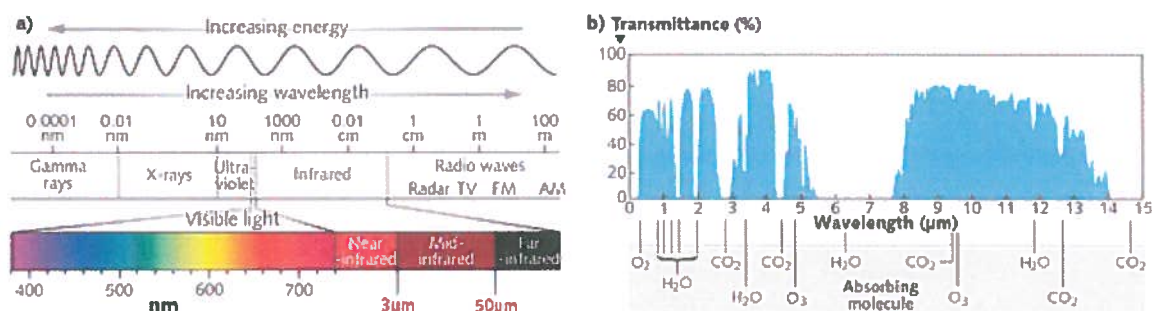 a)
Increasing energy
Increasing wavelength
0 0001 nm
0.01 nm
10 nm
1000 nm
0.01 cm
1 cm
1 m
100 m
Gamma rays
X-rays
Ultra-violet
Infrared
Radio waves
Radar TV FM AM
Visible light
Near -infrared
Mid-infrared
Far infrared
400 500 600 700
nm
3µm
50µm
b) Transmittance (%)
100
80
60
40
20
0
0 1 2 3 4 5 6 7 8 9 10 11 12 13 14 15
Wavelength (µm)
O₂
H₂O
CO₂
H₂O
CO₂
O₃
H₂O
CO₂
O₃
H₂O
CO₂
CO₂
Absorbing molecule